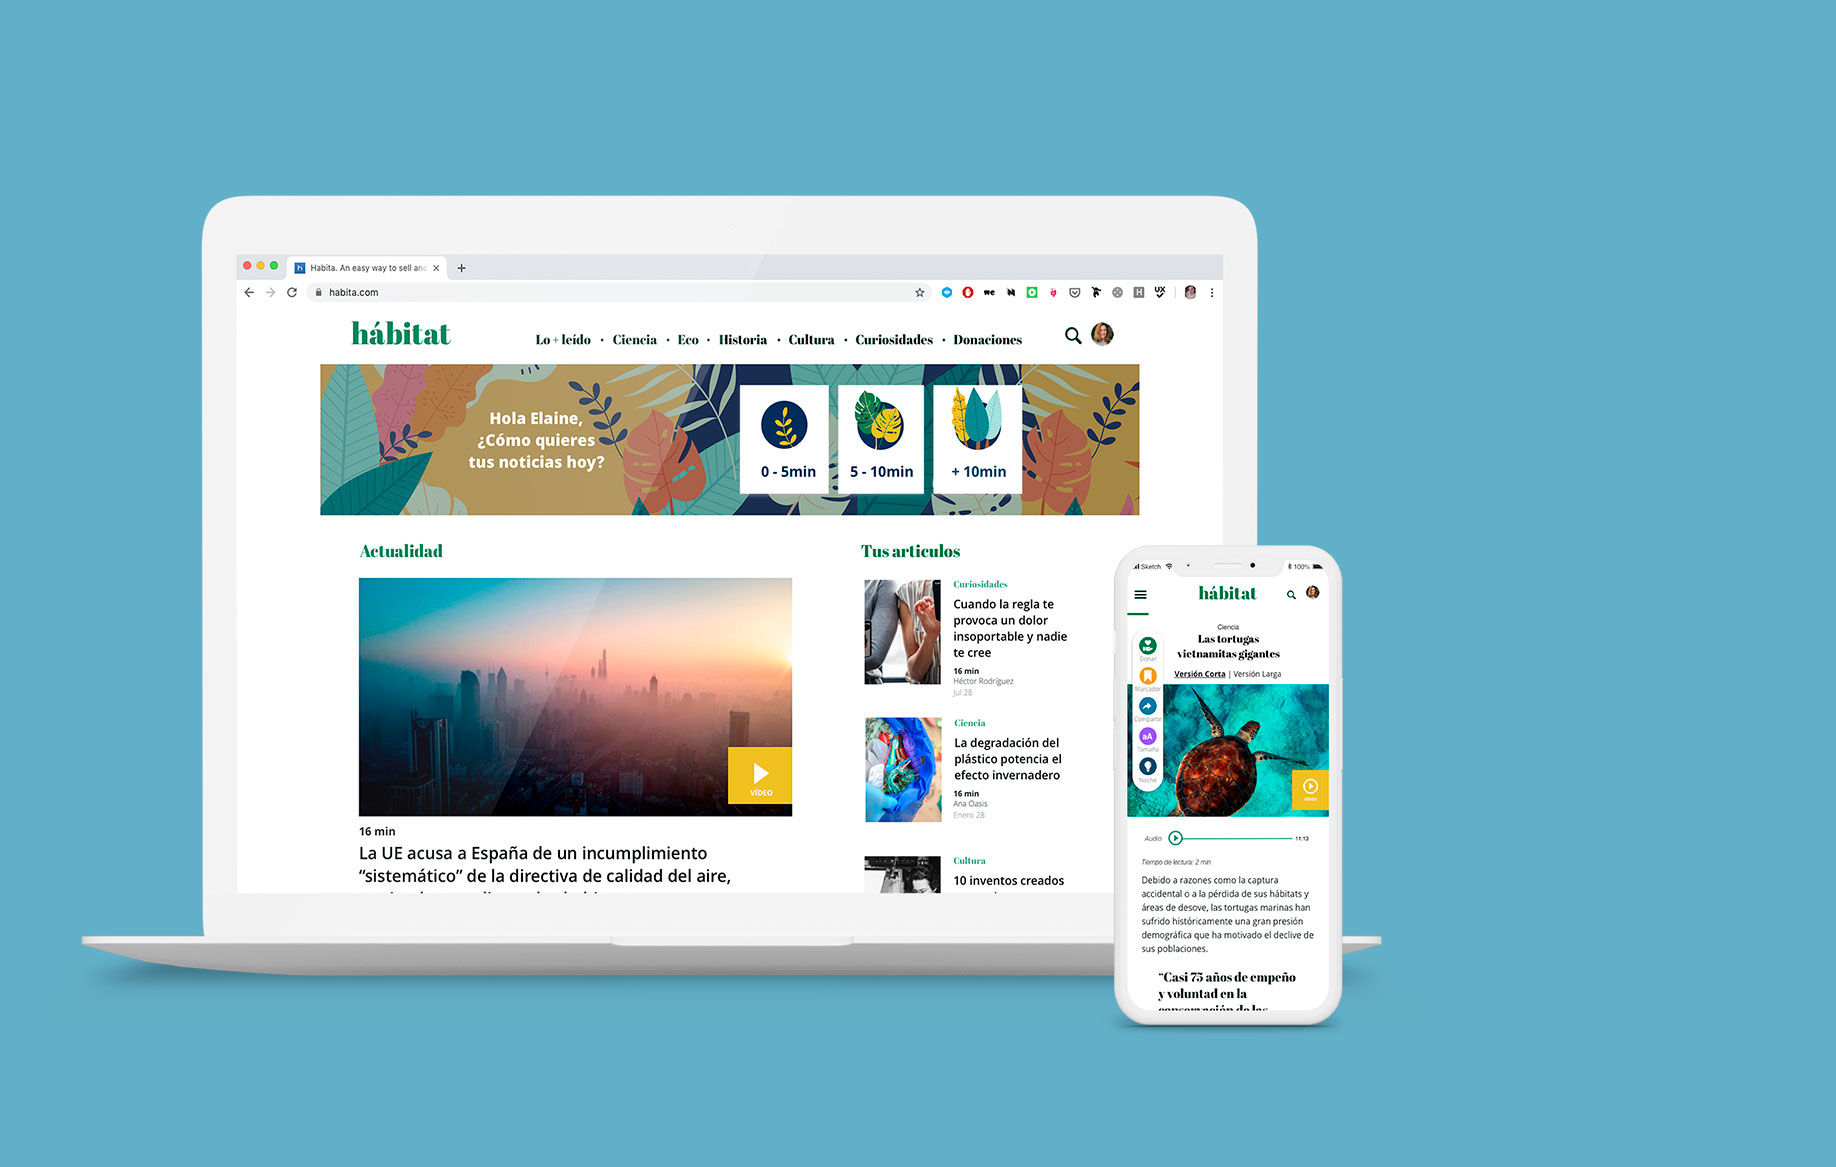 Habita. An easy way to sell and
habita.com
hábitat
Lo + leído • Ciencia • Eco • Historia • Cultura • Curiosidades • Donaciones
Hola Elaine,
¿Cómo quieres
tus noticias hoy?
0 - 5min
5 - 10min
+ 10min
Actualidad
VÍDEO
16 min
La UE acusa a España de un incumplimiento
“sistemático” de la directiva de calidad del aire,
Tus articulos
Curiosidades
Cuando la regla te
provoca un dolor
insoportable y nadie
te cree
16 min
Héctor Rodríguez
Jul 28
Ciencia
La degradación del
plástico potencia el
efecto invernadero
16 min
Ana Oasis
Enero 28
Cultura
10 inventos creados
Sketch
100%
hábitat
Ciencia
Las tortugas
vietnamitas gigantes
Versión Corta | Versión Larga
Donar
Marcador
Compartir
aA
Tamaño
Noche
VÍDEO
Audio
11:13
Tiempo de lectura: 2 min
Debido a razones como la captura
accidental o a la pérdida de sus hábitats y
áreas de desove, las tortugas marinas han
sufrido históricamente una gran presión
demográfica que ha motivado el declive de
sus poblaciones.
“Casi 75 años de empeño
y voluntad en la
conservación de las